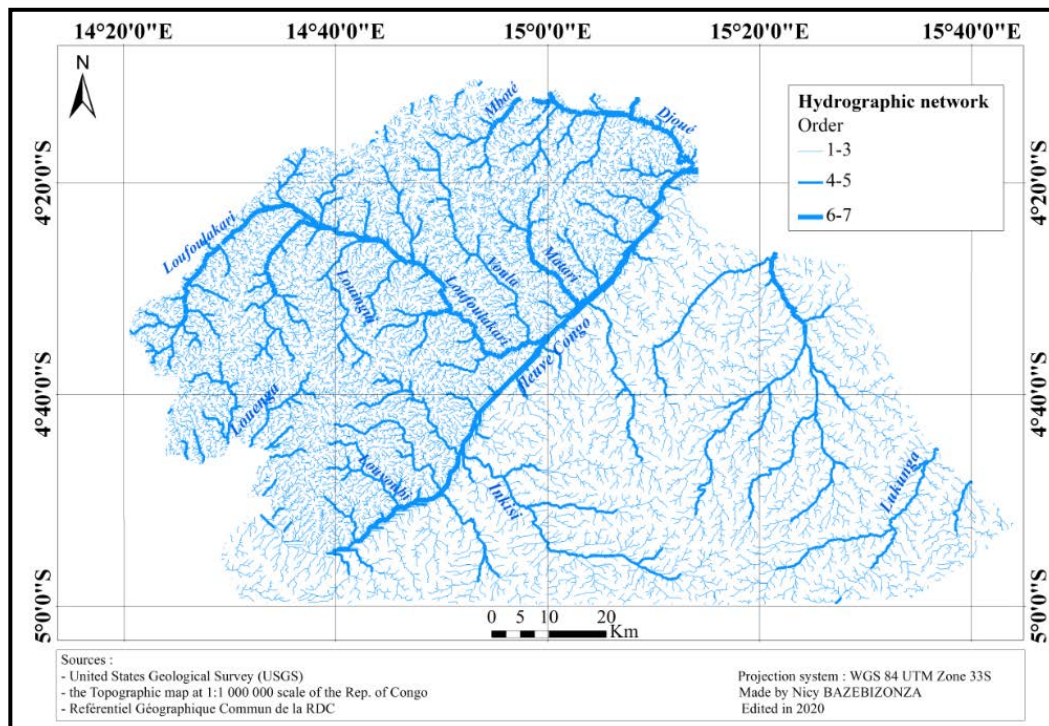 14°20'0"E 14°40'0"E 15°0'0"E 15°20'0"E 15°40'0"E
N
Hydrographic network
Order
1-3
4-5
6-7
4°20'0"S
4°20'0"S
4°40'0"S
4°40'0"S
5°0'0"S
5°0'0"S
Mboté
Djoué
Loufoulakari
Loungui
Loufoulakari
Voula
Matari
fleuve Congo
Louenga
Kouyoubi
Inkisi
Lukunga
0 5 10 20
Km
Sources :
- United States Geological Survey (USGS)
- the Topographic map at 1:1 000 000 scale of the Rep. of Congo
- Referéntiel Géographique Commun de la RDC
Projection system : WGS 84 UTM Zone 33S
Made by Nicy BAZEBIZONZA
Edited in 2020